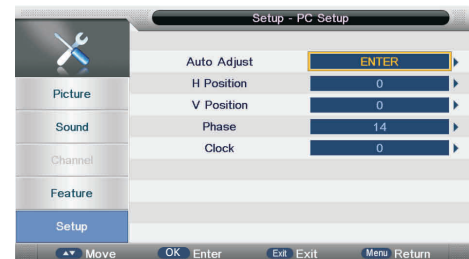 Setup - PC Setup
Auto Adjust ENTER
H Position 0
V Position 0
Phase 14
Clock 0
Picture
Sound
Channel
Feature
Setup
Move OK Enter Exit Exit Menu Return